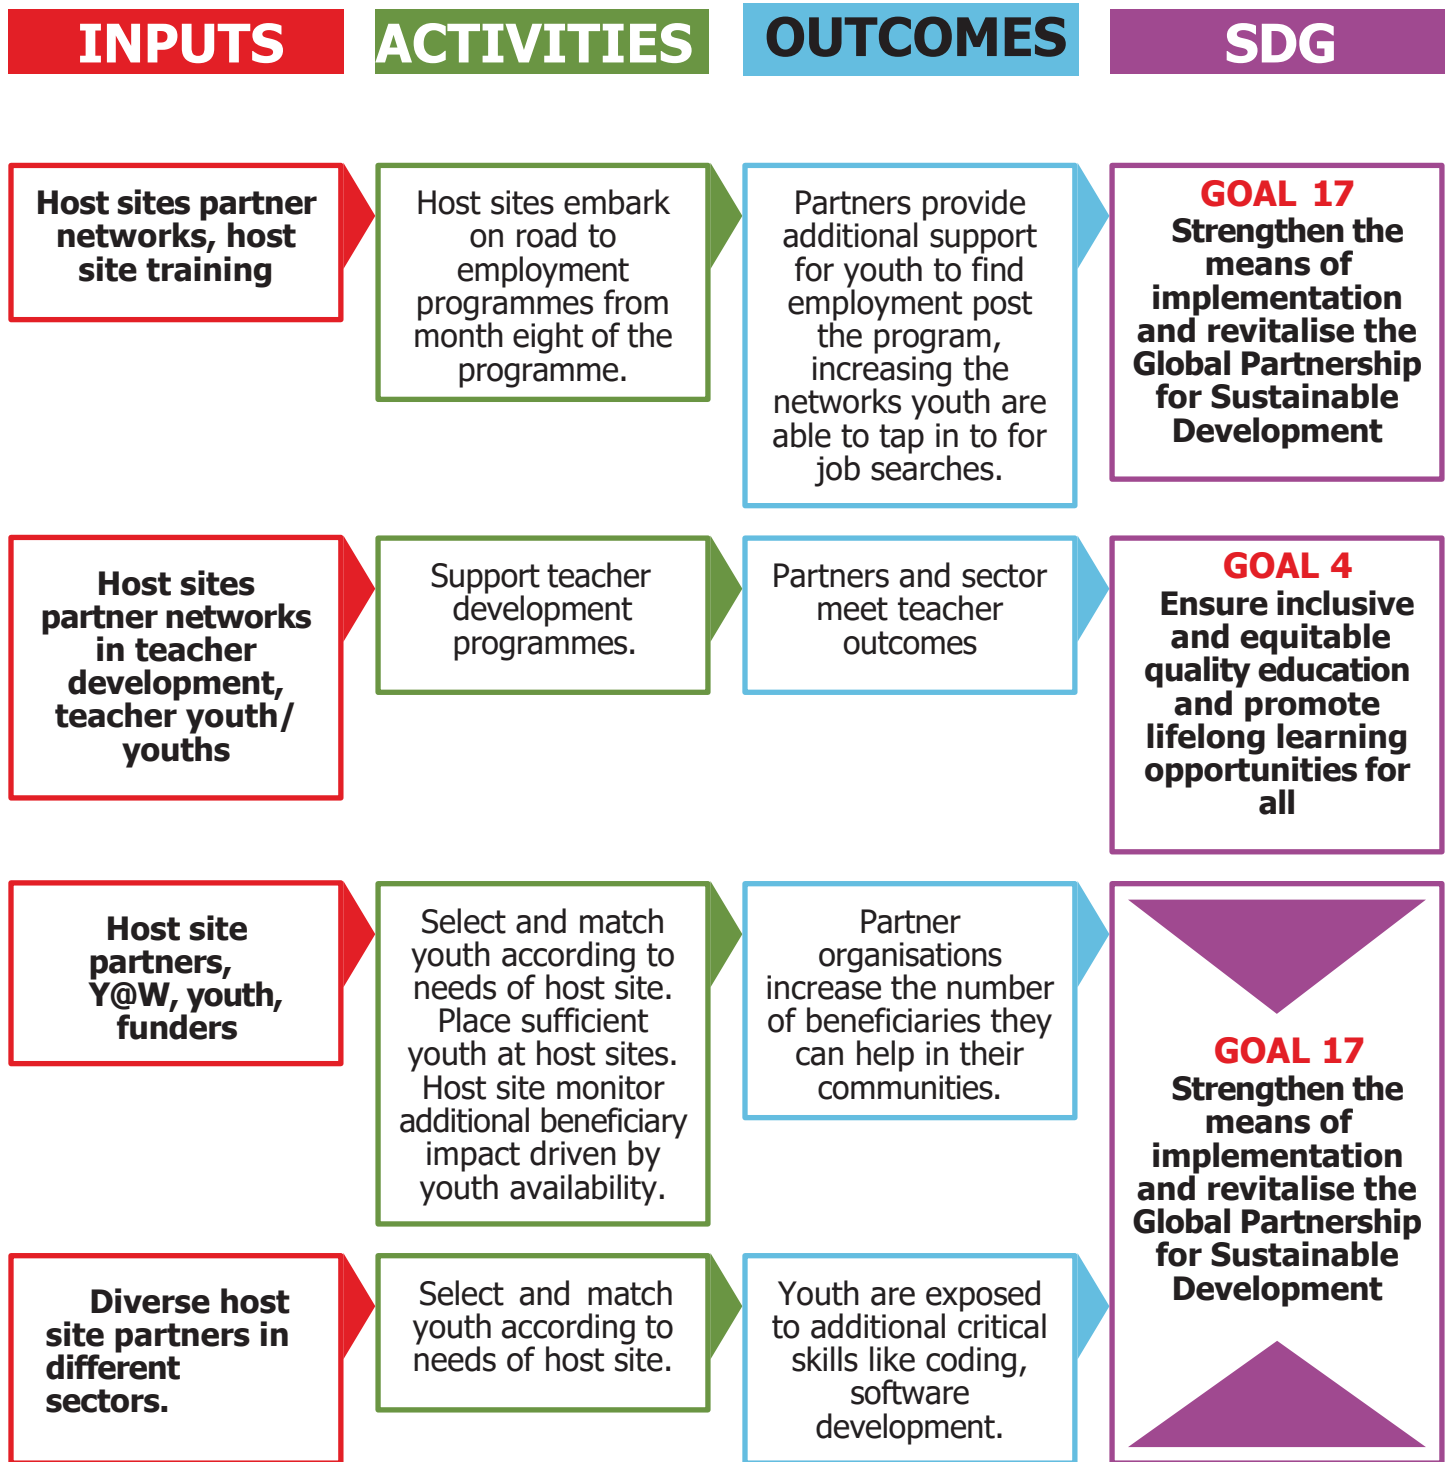 INPUTS
ACTIVITIES
OUTCOMES
SDG
Host sites partner
networks, host
site training
Host sites embark
on road to
employment
programmes from
month eight of the
programme.
Partners provide
additional support
for youth to find
employment post
the program,
increasing the
networks youth are
able to tap in to for
job searches.
GOAL 17
Strengthen the
means of
implementation
and revitalise the
Global Partnership
for Sustainable
Development
Host sites
partner networks
in teacher
development,
teacher youth/
youths
Support teacher
development
programmes.
Partners and sector
meet teacher
outcomes
GOAL 4
Ensure inclusive
and equitable
quality education
and promote
lifelong learning
opportunities for
all
Host site
partners,
Y@W, youth,
funders
Select and match
youth according to
needs of host site.
Place sufficient
youth at host sites.
Host site monitor
additional beneficiary
impact driven by
youth availability.
Partner
organisations
increase the number
of beneficiaries they
can help in their
communities.
GOAL 17
Strengthen the
means of
implementation
and revitalise the
Global Partnership
for Sustainable
Development
Diverse host
site partners in
different
sectors.
Select and match
youth according to
needs of host site.
Youth are exposed
to additional critical
skills like coding,
software
development.